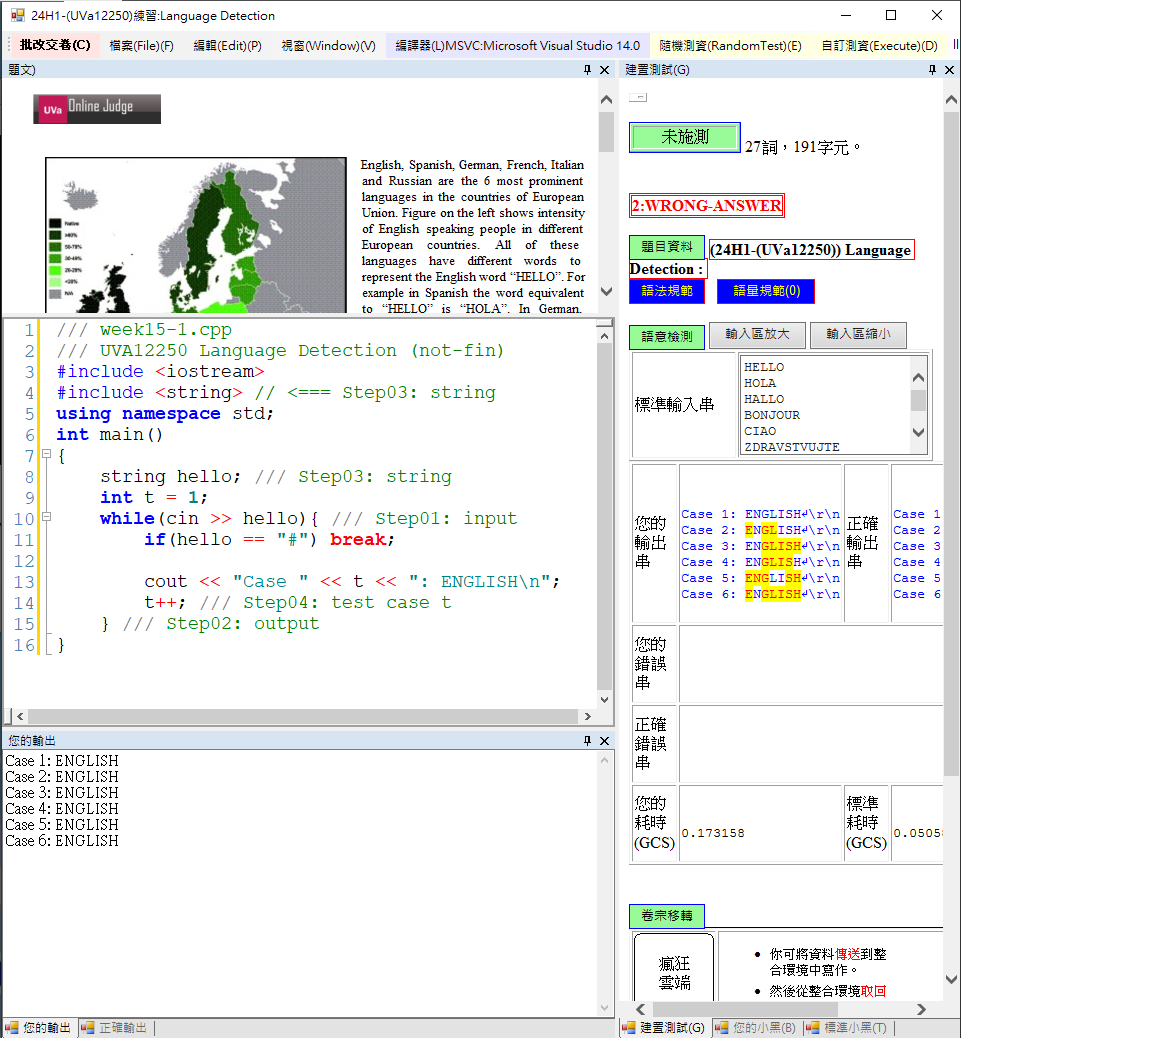 24H1-(UVa12250)練習:Language Detection
批改交卷(C) 檔案(File)(F) 編輯(Edit)(P) 視窗(Window)(V) 編譯器(L)MSVC:Microsoft Visual Studio 14.0 隨機測資(RandomTest)(E) 自訂測資(Execute)(D)
題文)
UVa Online Judge
Native
English, Spanish, German, French, Italian
and Russian are the 6 most prominent
languages in the countries of European
Union. Figure on the left shows intensity
of English speaking people in different
European countries. All of these
languages have different words to
represent the English word “HELLO”. For
example in Spanish the word equivalent
to “HELLO” is “HOLA”. In German,
1 /// week15-1.cpp
2 /// UVA12250 Language Detection (not-fin)
3 #include <iostream>
4 #include <string> // <=== Step03: string
5 using namespace std;
6 int main()
7 {
8 string hello; /// Step03: string
9 int t = 1;
10 while(cin >> hello){ /// Step01: input
11 if(hello == "#") break;
12
13 cout << "Case " << t << ": ENGLISH\n";
14 t++; /// Step04: test case t
15 } /// Step02: output
16 }
您的輸出
Case 1: ENGLISH
Case 2: ENGLISH
Case 3: ENGLISH
Case 4: ENGLISH
Case 5: ENGLISH
Case 6: ENGLISH
您的輸出 正確輸出
建置測試(G)
未施測 27詞，191字元。
2:WRONG-ANSWER
題目資料 (24H1-(UVa12250)) Language
Detection :
語法規範 語量規範(0)
語意檢測 輸入區放大 輸入區縮小
標準輸入串
HELLO
HOLA
HALLO
BONJOUR
CIAO
ZDRAVSTVUJTE
您的
輸出
串
Case 1: ENGLISH↵\r\n
Case 2: ENGLISH↵\r\n
Case 3: ENGLISH↵\r\n
Case 4: ENGLISH↵\r\n
Case 5: ENGLISH↵\r\n
Case 6: ENGLISH↵\r\n
正確
輸出
串
Case 1
Case 2
Case 3
Case 4
Case 5
Case 6
您的
錯誤
串
正確
錯誤
串
您的
耗時
(GCS)
0.173158
標準
耗時
(GCS)
0.0505
卷宗移轉
瘋狂
雲端
• 你可將資料傳送到整
合環境中寫作。
• 然後從整合環境取回
建置測試(G) 您的小黑(B) 標準小黑(T)